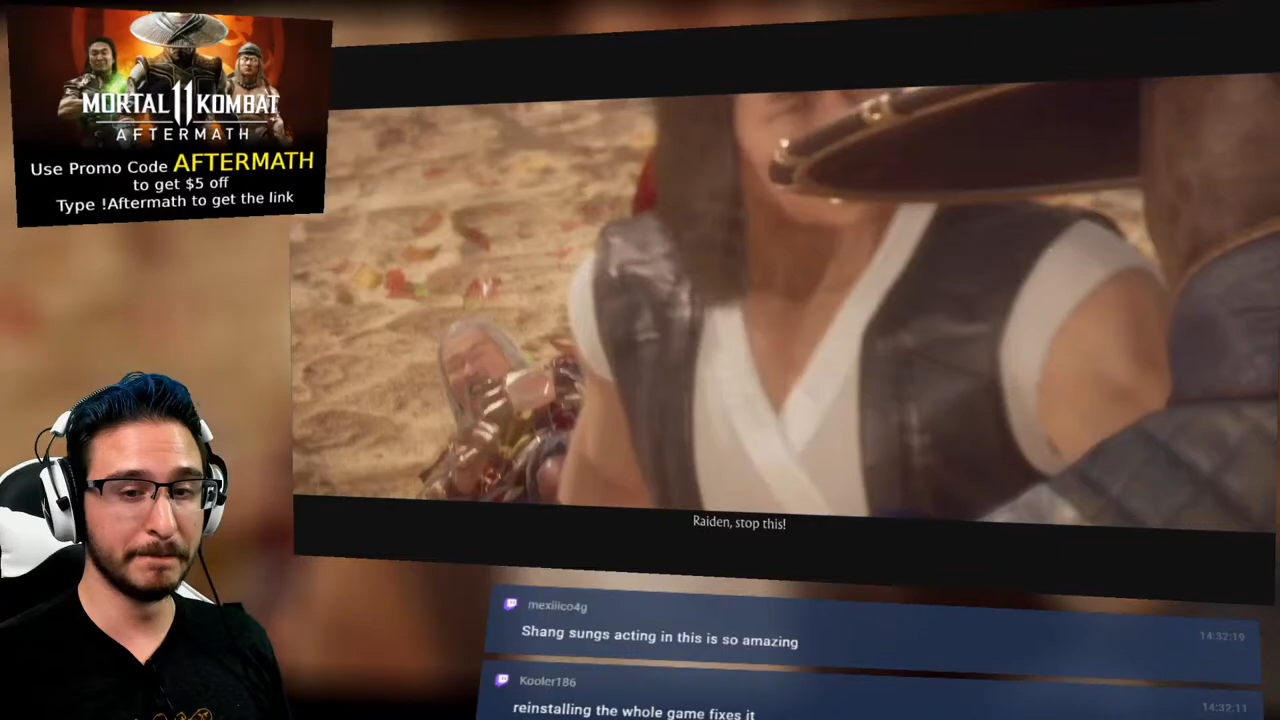 MORTAL 11 KOMBAT
AFTERMATH
Use Promo Code AFTERMATH
to get $5 off
Type !Aftermath to get the link
Raiden, stop this!
mexiico4g
Shang sungs acting in this is so amazing
14:32:19
Kooler186
reinstalling the whole game fixes it
14:32:11